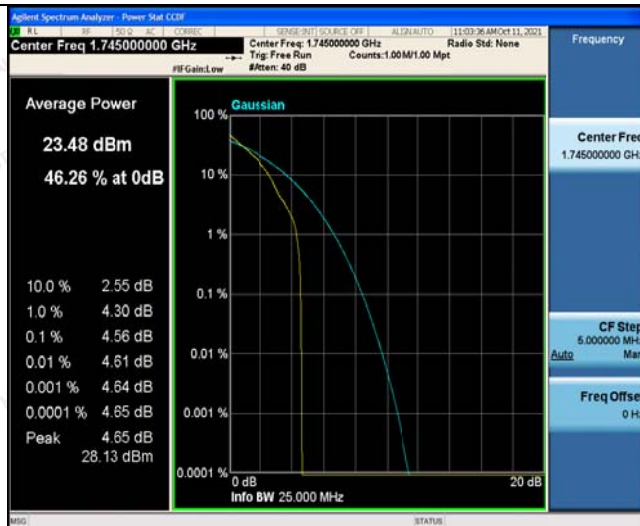 Agilent Spectrum Analyzer - Power Stat CCDF
RL RF 50 Ω AC CORREC SENSE:INT SOURCE OFF ALIGN AUTO 11:03:36 AM Oct 11, 2021
Center Freq 1.745000000 GHz
Center Freq: 1.745000000 GHz Radio Std: None
Trig: Free Run Counts:1.00 M/1.00 Mpt
#IFGain:Low #Atten: 40 dB
Frequency
Average Power
23.48 dBm
46.26 % at 0dB
10.0 % 2.55 dB
1.0 % 4.30 dB
0.1 % 4.56 dB
0.01 % 4.61 dB
0.001 % 4.64 dB
0.0001 % 4.65 dB
Peak 4.65 dB
28.13 dBm
Gaussian
100 %
10 %
1 %
0.1 %
0.01 %
0.001 %
0.0001 %
0 dB 20 dB
Info BW 25.000 MHz
Center Freq
1.745000000 GHz
CF Step
5.000000 MHz
Auto Man
Freq Offset
0 Hz
MSG STATUS